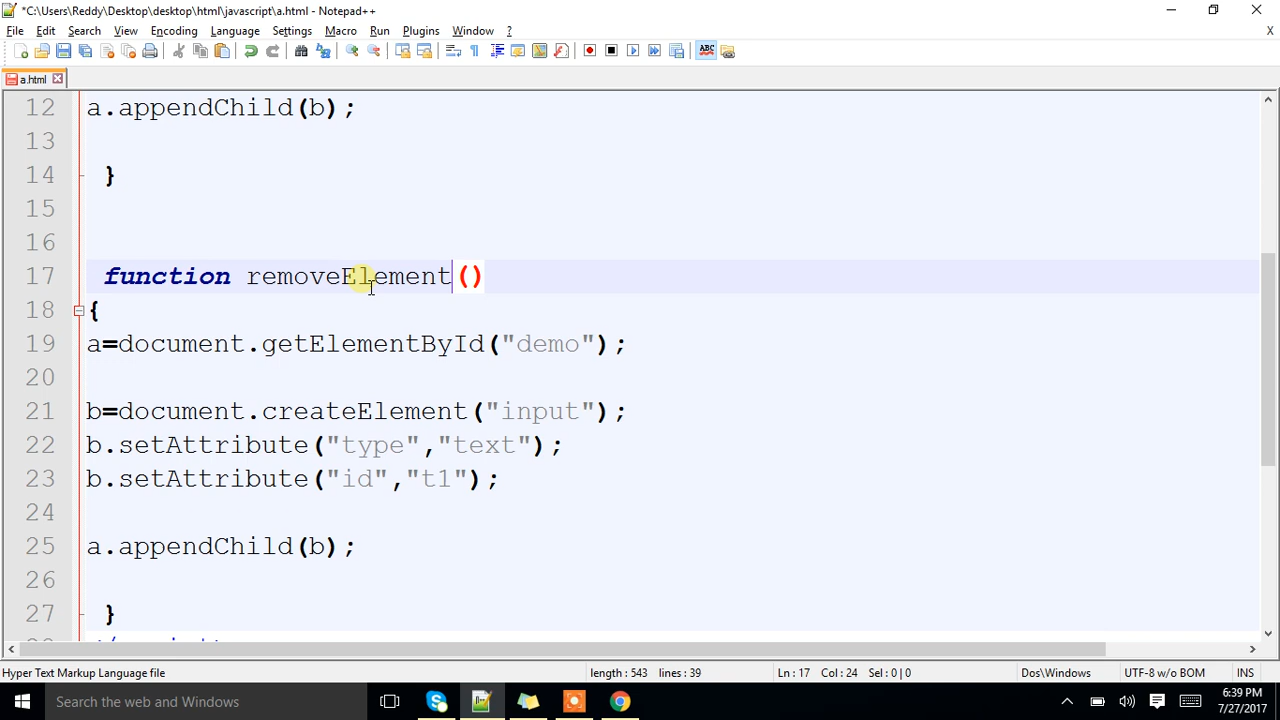 *C:\Users\Reddy\Desktop\desktop\html\javascript\a.html - Notepad++
File Edit Search View Encoding Language Settings Macro Run Plugins Window ? X
ABC
a.html
12 a.appendChild(b);
13
14 }
15
16
17 function removeElement()
18 {
19 a=document.getElementById("demo");
20
21 b=document.createElement("input");
22 b.setAttribute("type","text");
23 b.setAttribute("id","t1");
24
25 a.appendChild(b);
26
27 }
Hyper Text Markup Language file length : 543 lines : 39 Ln : 17 Col : 24 Sel : 0 | 0 Dos\Windows UTF-8 w/o BOM INS
Search the web and Windows
6:39 PM
7/27/2017